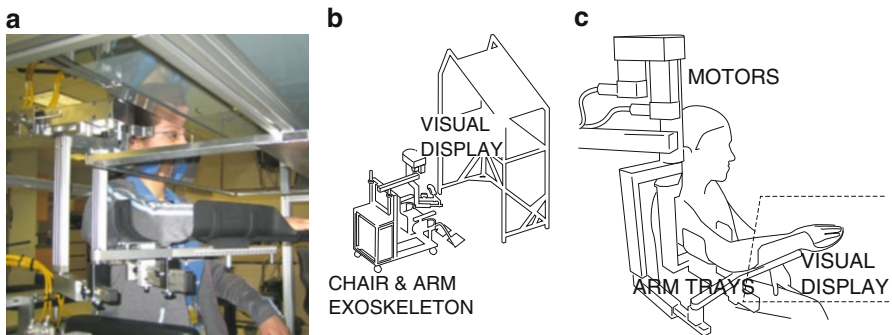 a
b
VISUAL
DISPLAY
CHAIR & ARM
EXOSKELETON
c
MOTORS
ARM TRAYS
VISUAL
DISPLAY